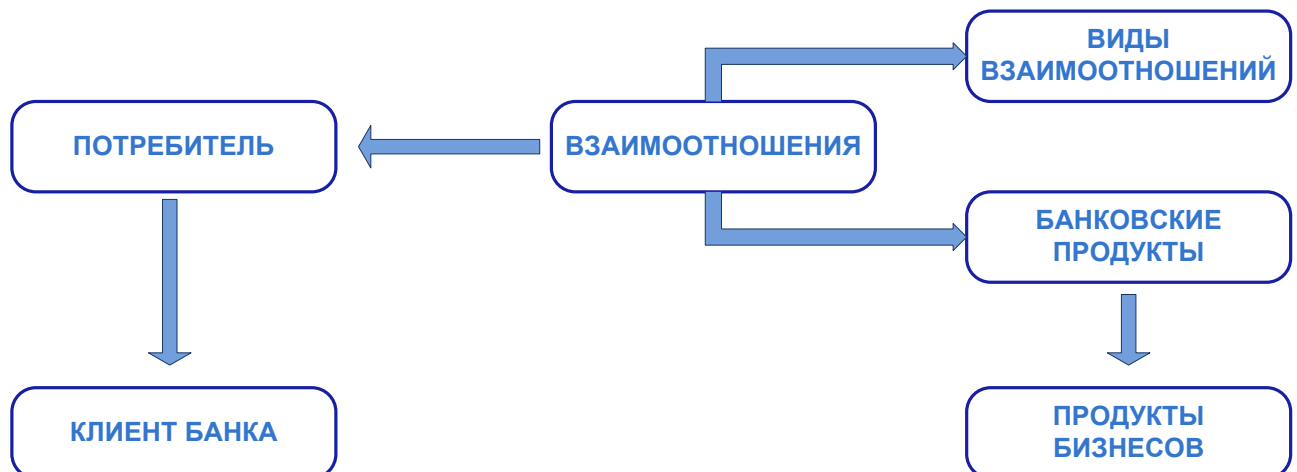 ВИДЫ
ВЗАИМООТНОШЕНИЙ
ПОТРЕБИТЕЛЬ
ВЗАИМООТНОШЕНИЯ
БАНКОВСКИЕ
ПРОДУКТЫ
КЛИЕНТ БАНКА
ПРОДУКТЫ
БИЗНЕСОВ